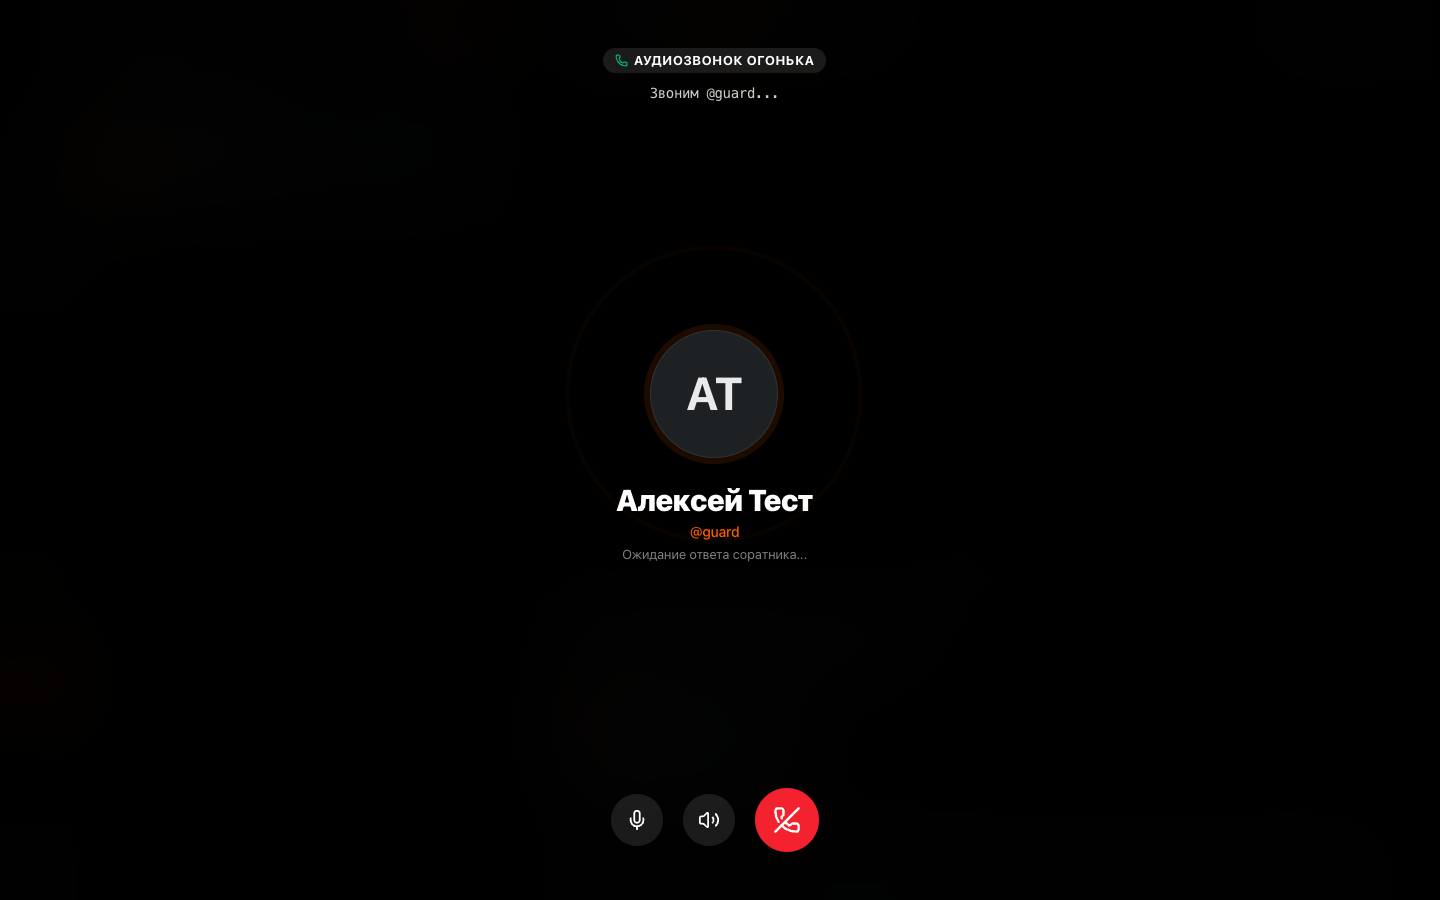 АУДИОЗВОНОК ОГОНЬКА
Звоним @guard...
АТ
Алексей Тест
@guard
Ожидание ответа соратника...